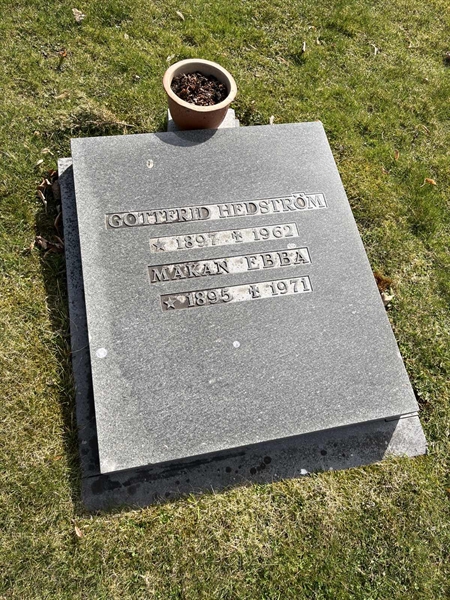 GOTTFRID HEDSTRÖM
★ 1897 ✝ 1962
MAKAN EBBA
★ 1895 ✝ 1971